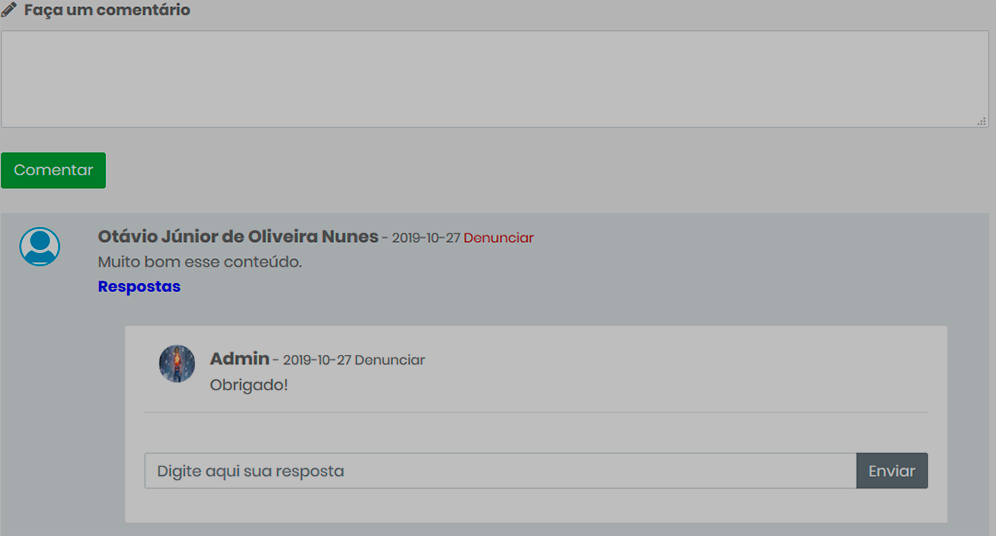 Faça um comentário
Comentar
Otávio Júnior de Oliveira Nunes - 2019-10-27 Denunciar
Muito bom esse conteúdo.
Respostas
Admin - 2019-10-27 Denunciar
Obrigado!
Digite aqui sua resposta
Enviar